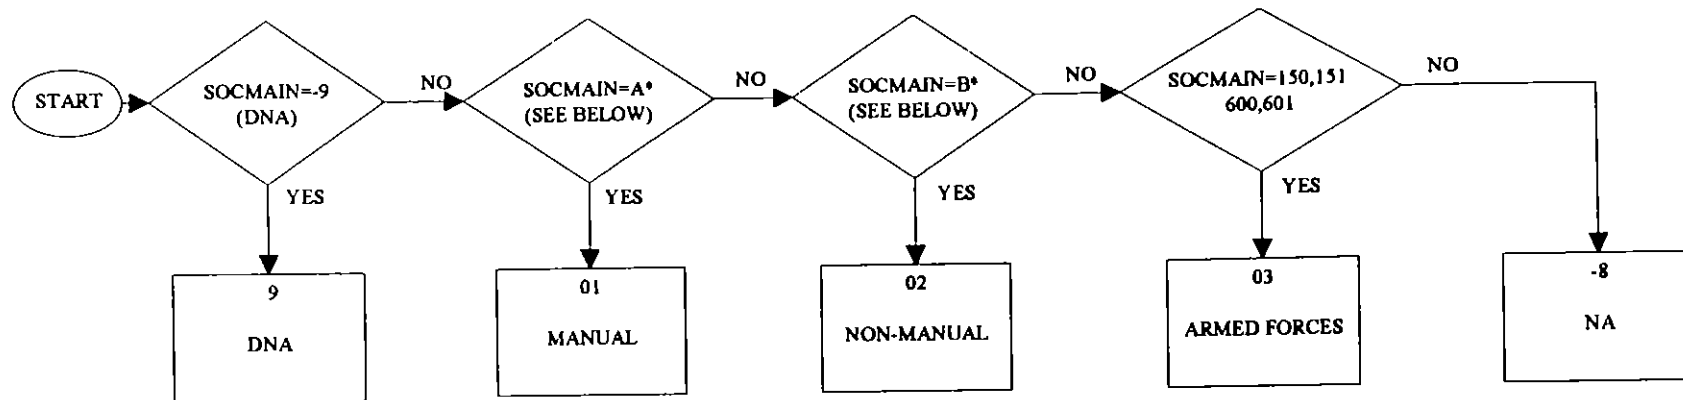 START
SOCMAIN=-9
(DNA)
NO
SOCMAIN=A*
(SEE BELOW)
NO
SOCMAIN=B*
(SEE BELOW)
NO
SOCMAIN=150,151
600,601
NO
YES
YES
YES
YES
9
DNA
01
MANUAL
02
NON-MANUAL
03
ARMED FORCES
-8
NA